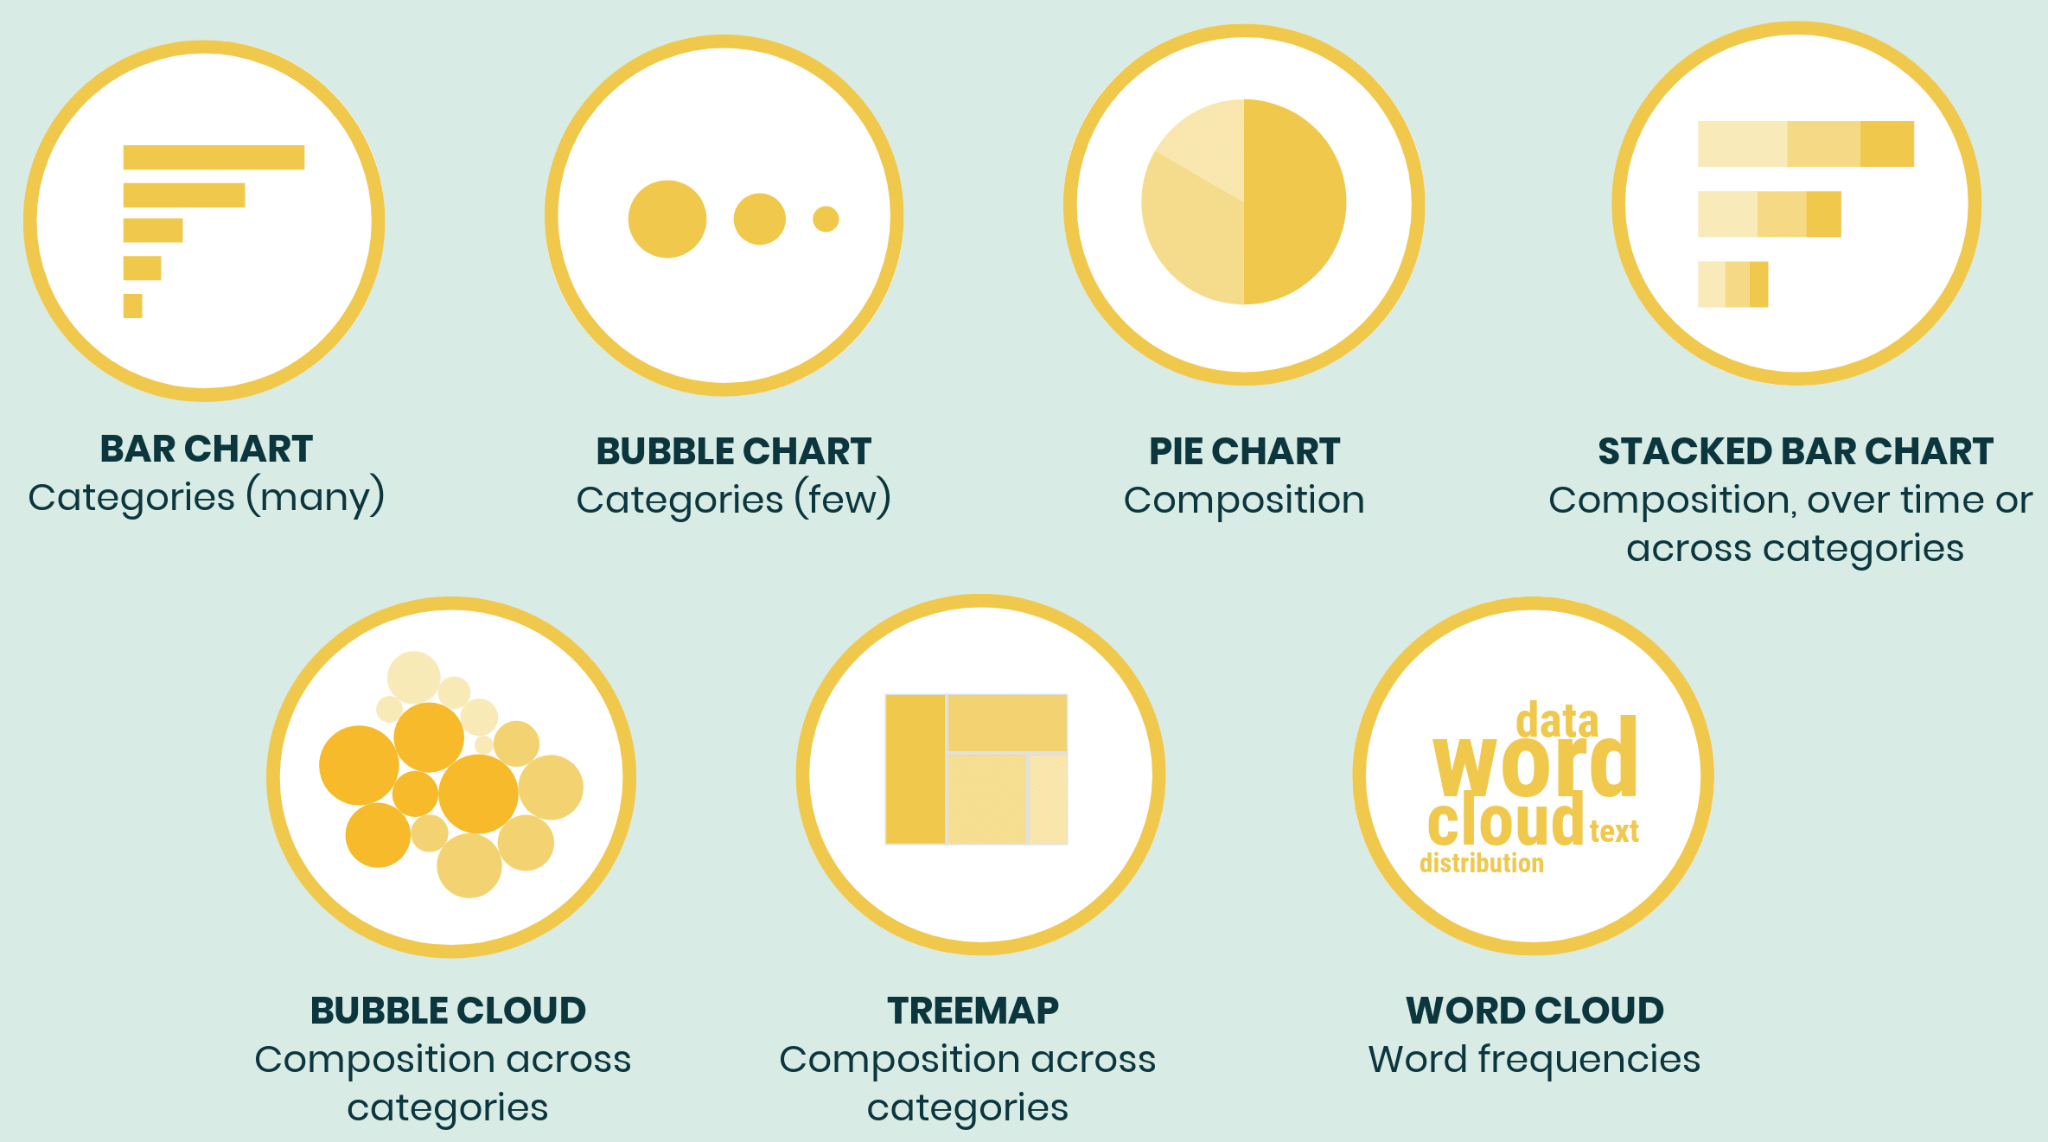 BAR CHART
Categories (many)
BUBBLE CHART
Categories (few)
PIE CHART
Composition
STACKED BAR CHART
Composition, over time or
across categories
data
word
cloud text
distribution
BUBBLE CLOUD
Composition across
categories
TREEMAP
Composition across
categories
WORD CLOUD
Word frequencies